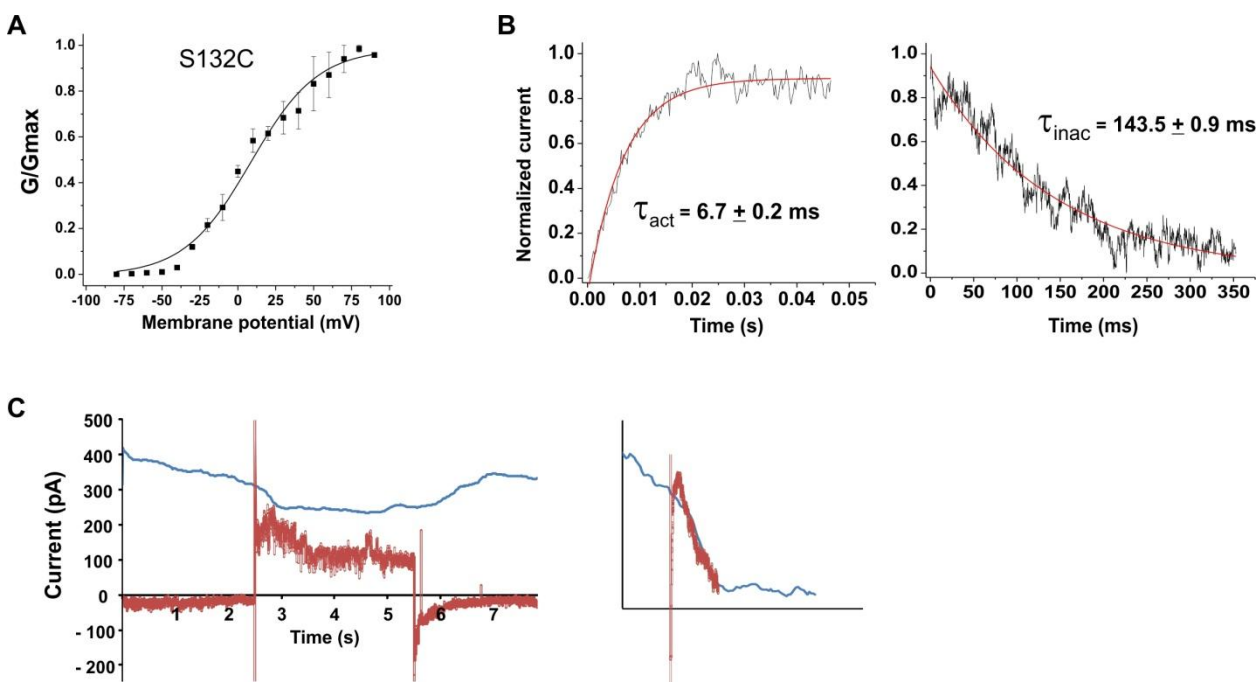 A
S132C
G/Gmax
1.0
0.8
0.6
0.4
0.2
0.0
-100 -75 -50 -25 0 25 50 75 100
Membrane potential (mV)
B
Normalized current
1.0
0.8
0.6
0.4
0.2
0.0
τact = 6.7 ± 0.2 ms
0.00 0.01 0.02 0.03 0.04 0.05
Time (s)
1.0
0.8
0.6
0.4
0.2
0.0
τinac = 143.5 ± 0.9 ms
0 50 100 150 200 250 300 350
Time (ms)
C
Current (pA)
500
400
300
200
100
0
- 100
- 200
1 2 3 4 5 6 7
Time (s)